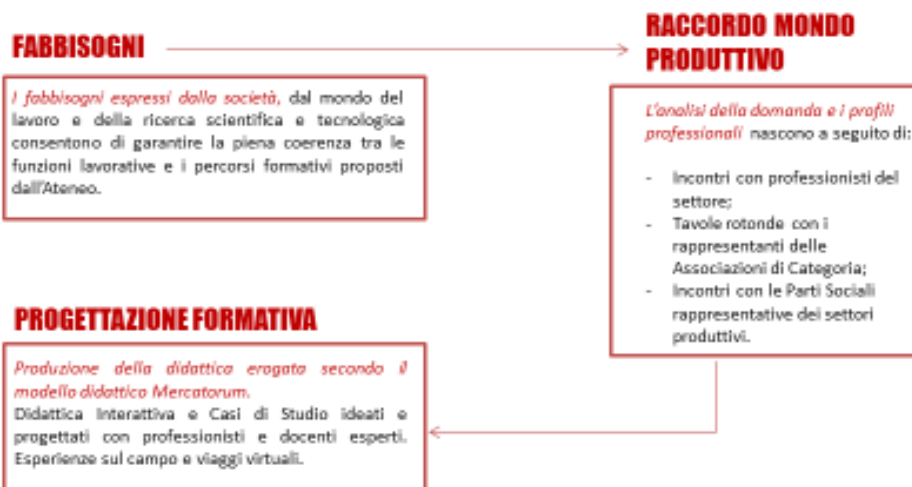 FABBISOGNI
I fabbisogni espressi dalla società, dal mondo del
lavoro e della ricerca scientifica e tecnologica
consentono di garantire la piena coerenza tra le
funzioni lavorative e i percorsi formativi proposti
dall'Ateneo.
RACCORDO MONDO
PRODUTTIVO
L'analisi della domanda e i profili
professionali nascono a seguito di:
- Incontri con professionisti del
settore;
- Tavole rotonde con i
rappresentanti delle
Associazioni di Categoria;
- Incontri con le Parti Sociali
rappresentative dei settori
produttivi.
PROGETTAZIONE FORMATIVA
Produzione della didattica erogata secondo il
modello didattico Mercatorum.
Didattica Interattiva e Casi di Studio ideati e
progettati con professionisti e docenti esperti.
Esperienze sul campo e viaggi virtuali.